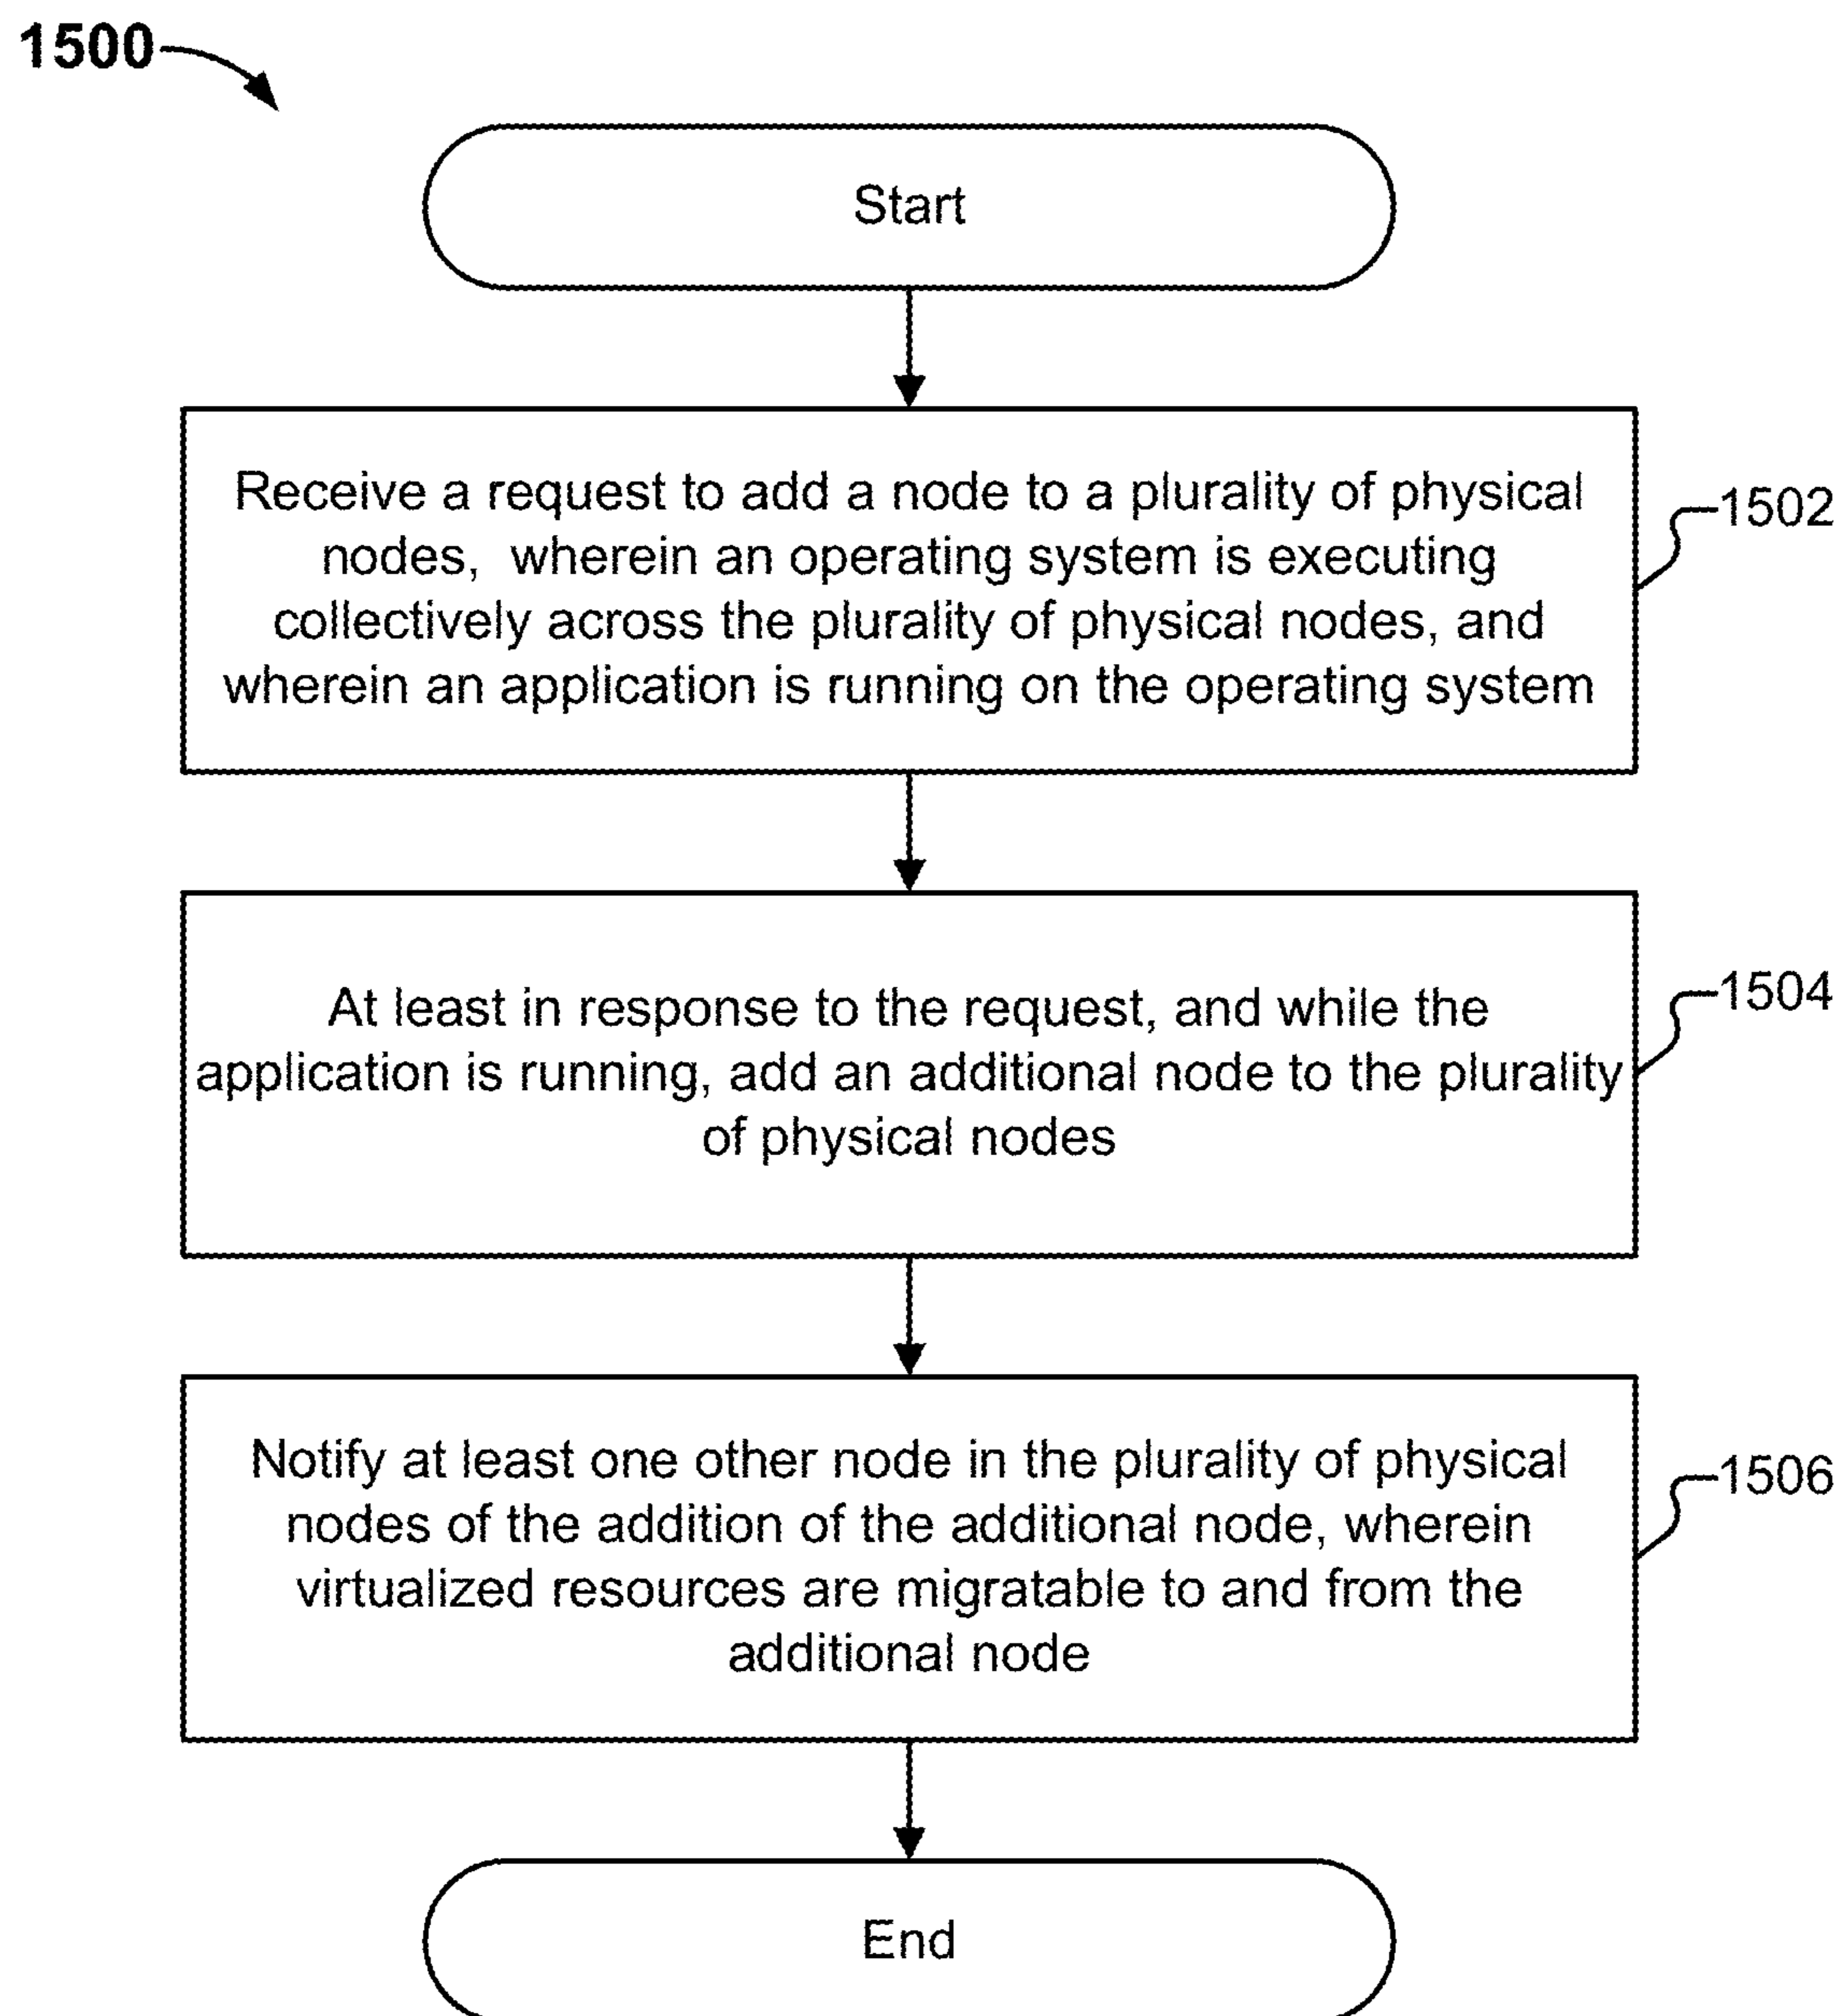 1500
Start
Receive a request to add a node to a plurality of physical
nodes,  wherein an operating system is executing
collectively across the plurality of physical nodes, and
wherein an application is running on the operating system
1502
At least in response to the request, and while the
application is running, add an additional node to the plurality
of physical nodes
1504
Notify at least one other node in the plurality of physical
nodes of the addition of the additional node, wherein
virtualized resources are migratable to and from the
additional node
1506
End